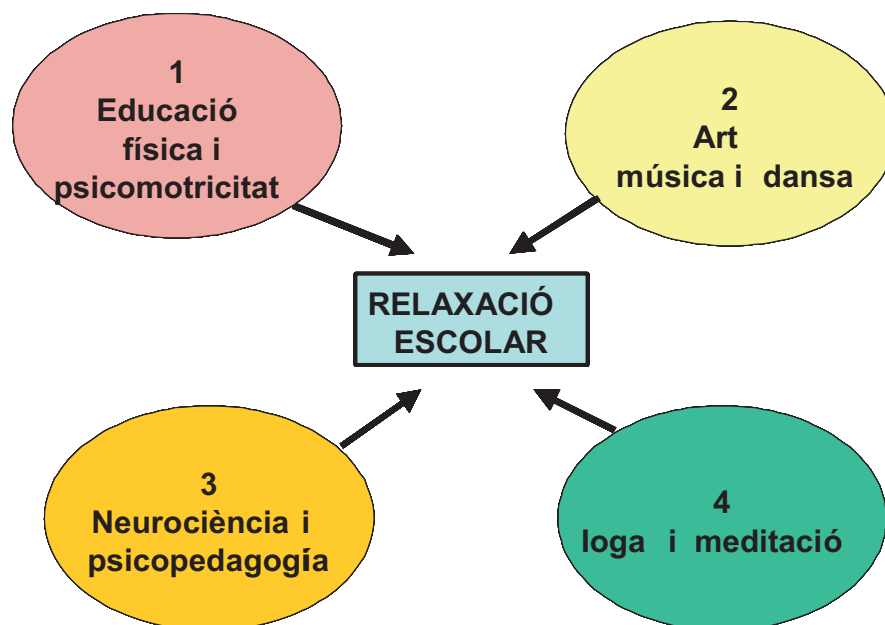 1
Educació
física i
psicomotricitat
2
Art
música i dansa
RELAXACIÓ
ESCOLAR
3
Neurociència i
psicopedagogía
4
Ioga i meditació